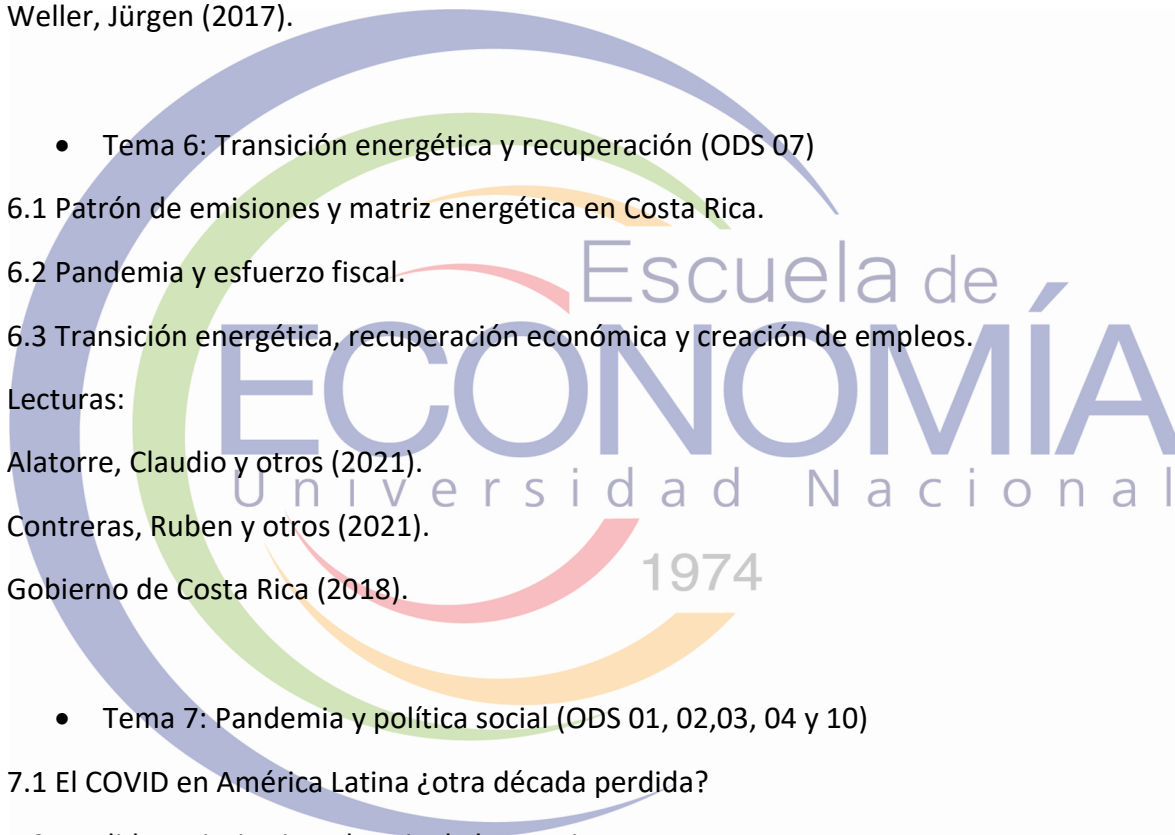 Weller, Jürgen (2017).
• Tema 6: Transición energética y recuperación (ODS 07)
6.1 Patrón de emisiones y matriz energética en Costa Rica.
6.2 Pandemia y esfuerzo fiscal.
6.3 Transición energética, recuperación económica y creación de empleos.
Lecturas:
Alatorre, Claudio y otros (2021).
Contreras, Ruben y otros (2021).
Gobierno de Costa Rica (2018).
• Tema 7: Pandemia y política social (ODS 01, 02,03, 04 y 10)
7.1 El COVID en América Latina ¿otra década perdida?
Escuela de
ECONOMÍA
Universidad Nacional
1974